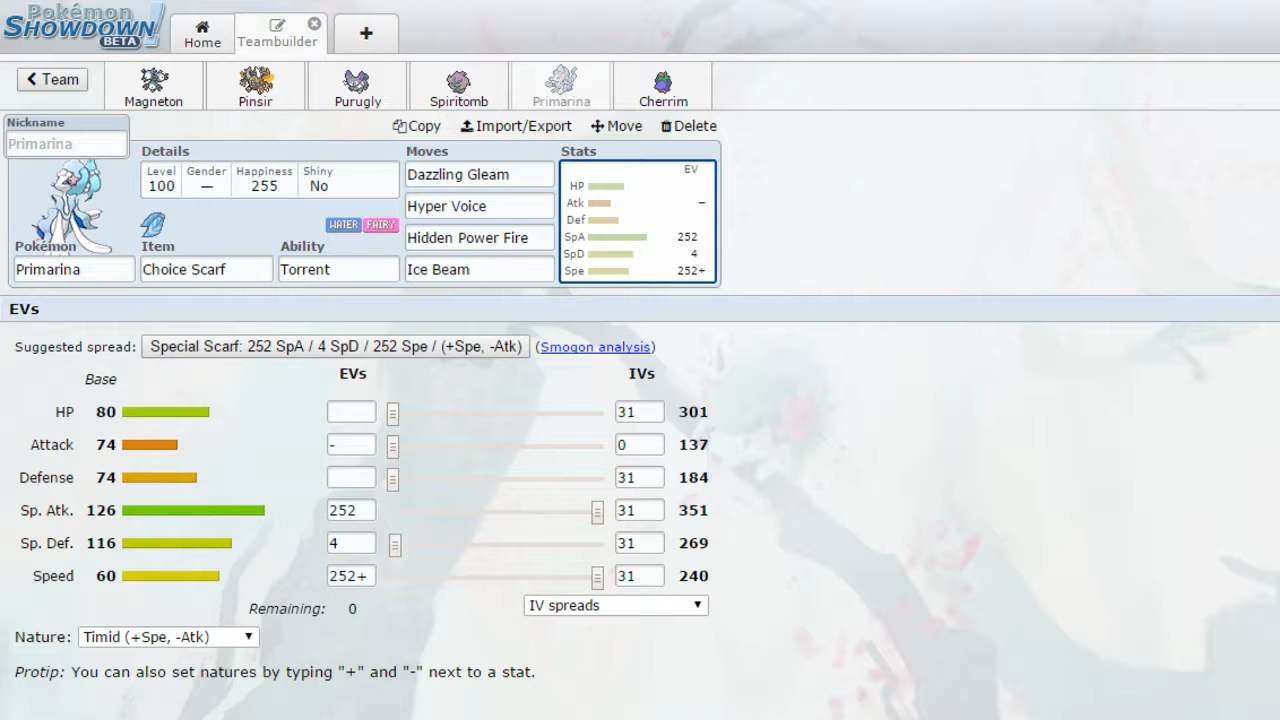 Pokémon
SHOWDOWN!
BETA
Home
Teambuilder
+
Team
Magneton
Pinsir
Purugly
Spiritomb
Primarina
Cherrim
Copy
Import/Export
Move
Delete
Nickname
Primarina
Details
Moves
Stats
Level
100
Gender
—
Happiness
255
Shiny
No
WATER FAIRY
Pokémon
Primarina
Item
Choice Scarf
Ability
Torrent
Dazzling Gleam
Hyper Voice
Hidden Power Fire
Ice Beam
EV
HP
Atk –
Def
SpA 252
SpD 4
Spe 252+
EVs
Suggested spread: Special Scarf: 252 SpA / 4 SpD / 252 Spe / (+Spe, -Atk) (Smogon analysis)
Base EVs IVs
HP 80 31 301
Attack 74 - 0 137
Defense 74 31 184
Sp. Atk. 126 252 31 351
Sp. Def. 116 4 31 269
Speed 60 252+ 31 240
Remaining: 0 IV spreads
Nature: Timid (+Spe, -Atk)
Protip: You can also set natures by typing "+" and "-" next to a stat.